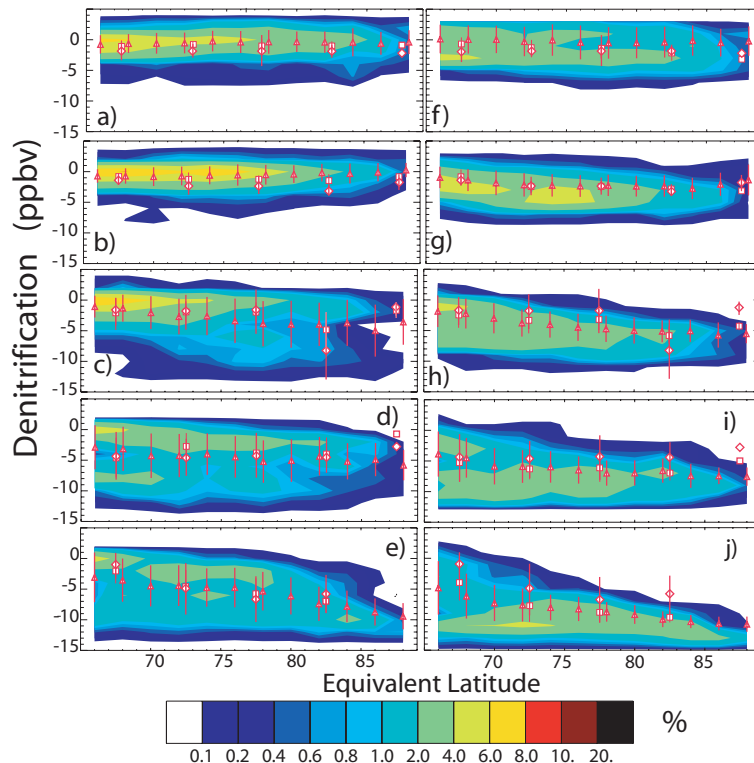 0
-5
-10
-15
a)
f)
0
-5
-10
-15
b)
g)
0
-5
-10
-15
c)
h)
0
-5
-10
-15
d)
i)
0
-5
-10
-15
e)
j)
Denitrification (ppbv)
70 75 80 85 70 75 80 85
Equivalent Latitude
%
0.1 0.2 0.4 0.6 0.8 1.0 2.0 4.0 6.0 8.0 10. 20.